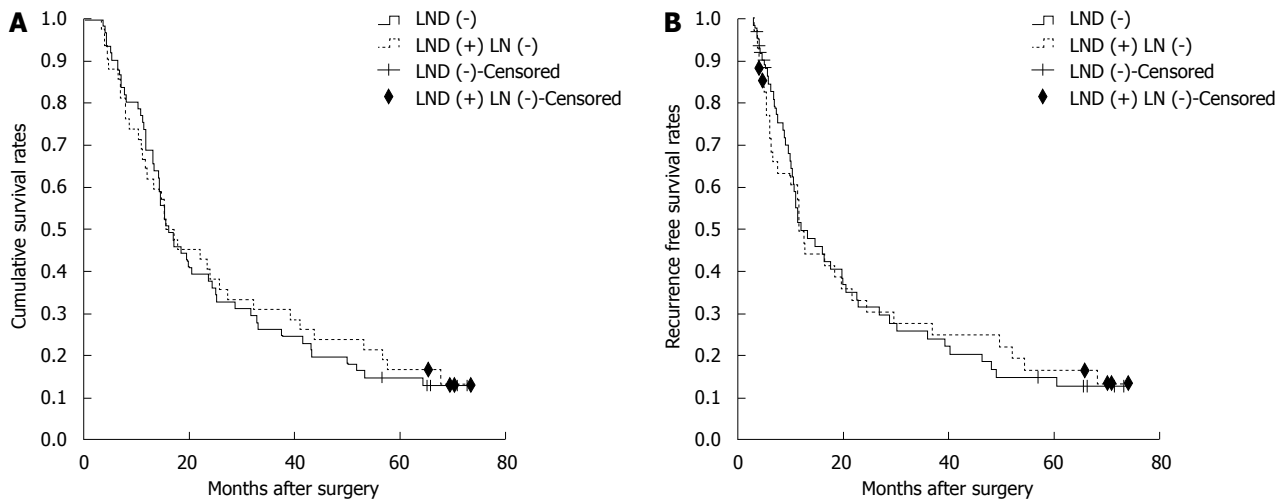 A
LND (-)
LND (+) LN (-)
LND (-)-Censored
LND (+) LN (-)-Censored
Cumulative survival rates
1.0
0.9
0.8
0.7
0.6
0.5
0.4
0.3
0.2
0.1
0.0
0 20 40 60 80
Months after surgery
B
LND (-)
LND (+) LN (-)
LND (-)-Censored
LND (+) LN (-)-Censored
Recurrence free survival rates
1.0
0.9
0.8
0.7
0.6
0.5
0.4
0.3
0.2
0.1
0.0
0 20 40 60 80
Months after surgery